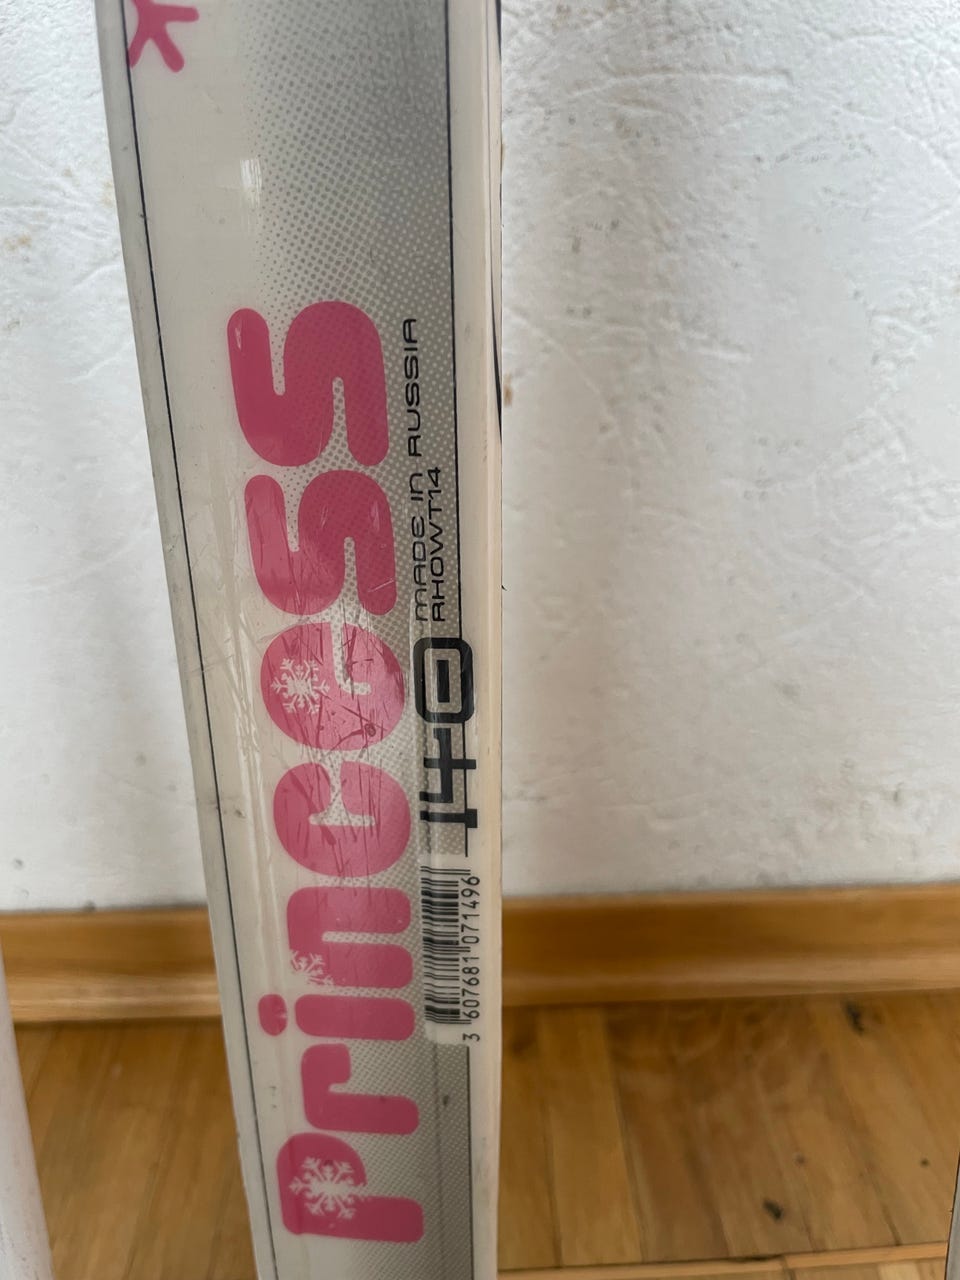 princess
140
MADE IN RUSSIA
RHOWT14
3 607681 071496